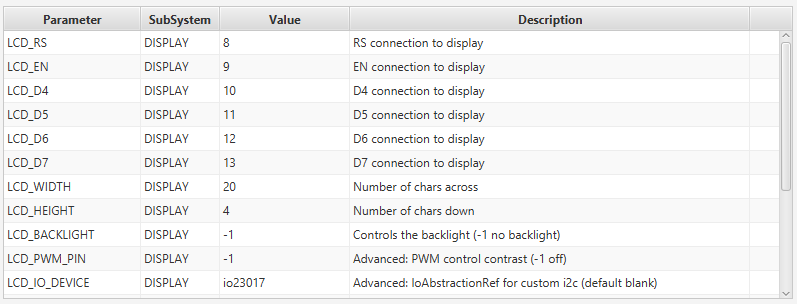 Parameter SubSystem Value Description
LCD_RS DISPLAY 8 RS connection to display
LCD_EN DISPLAY 9 EN connection to display
LCD_D4 DISPLAY 10 D4 connection to display
LCD_D5 DISPLAY 11 D5 connection to display
LCD_D6 DISPLAY 12 D6 connection to display
LCD_D7 DISPLAY 13 D7 connection to display
LCD_WIDTH DISPLAY 20 Number of chars across
LCD_HEIGHT DISPLAY 4 Number of chars down
LCD_BACKLIGHT DISPLAY -1 Controls the backlight (-1 no backlight)
LCD_PWM_PIN DISPLAY -1 Advanced: PWM control contrast (-1 off)
LCD_IO_DEVICE DISPLAY io23017 Advanced: IoAbstractionRef for custom i2c (default blank)